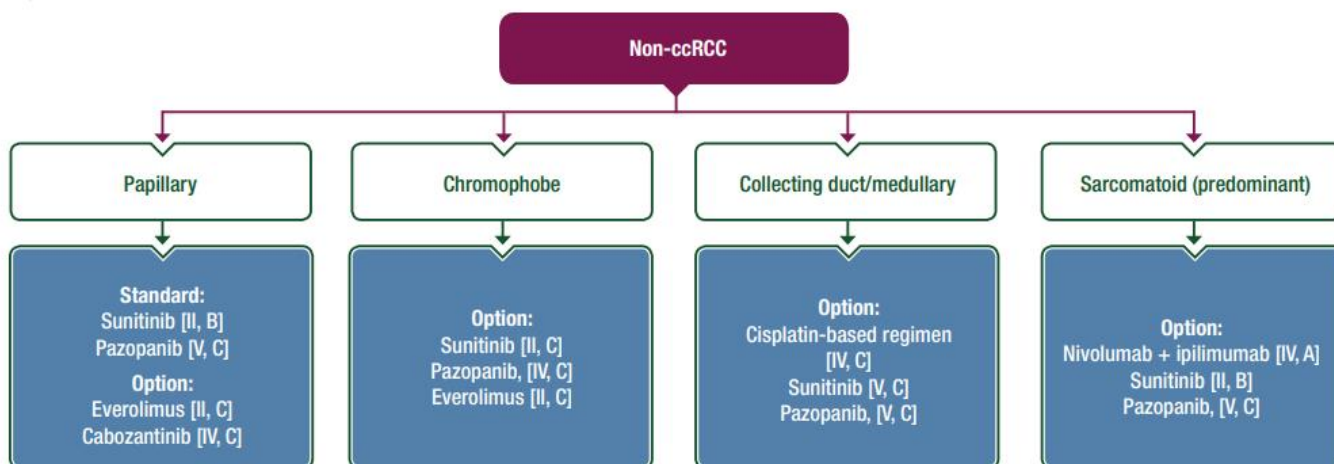 Non-ccRCC
Papillary
Chromophobe
Collecting duct/medullary
Sarcomatoid (predominant)
Standard:
Sunitinib [II, B]
Pazopanib [V, C]
Option:
Everolimus [II, C]
Cabozantinib [IV, C]
Option:
Sunitinib [II, C]
Pazopanib, [IV, C]
Everolimus [II, C]
Option:
Cisplatin-based regimen
[IV, C]
Sunitinib [V, C]
Pazopanib, [V, C]
Option:
Nivolumab + ipilimumab [IV, A]
Sunitinib [II, B]
Pazopanib, [V, C]